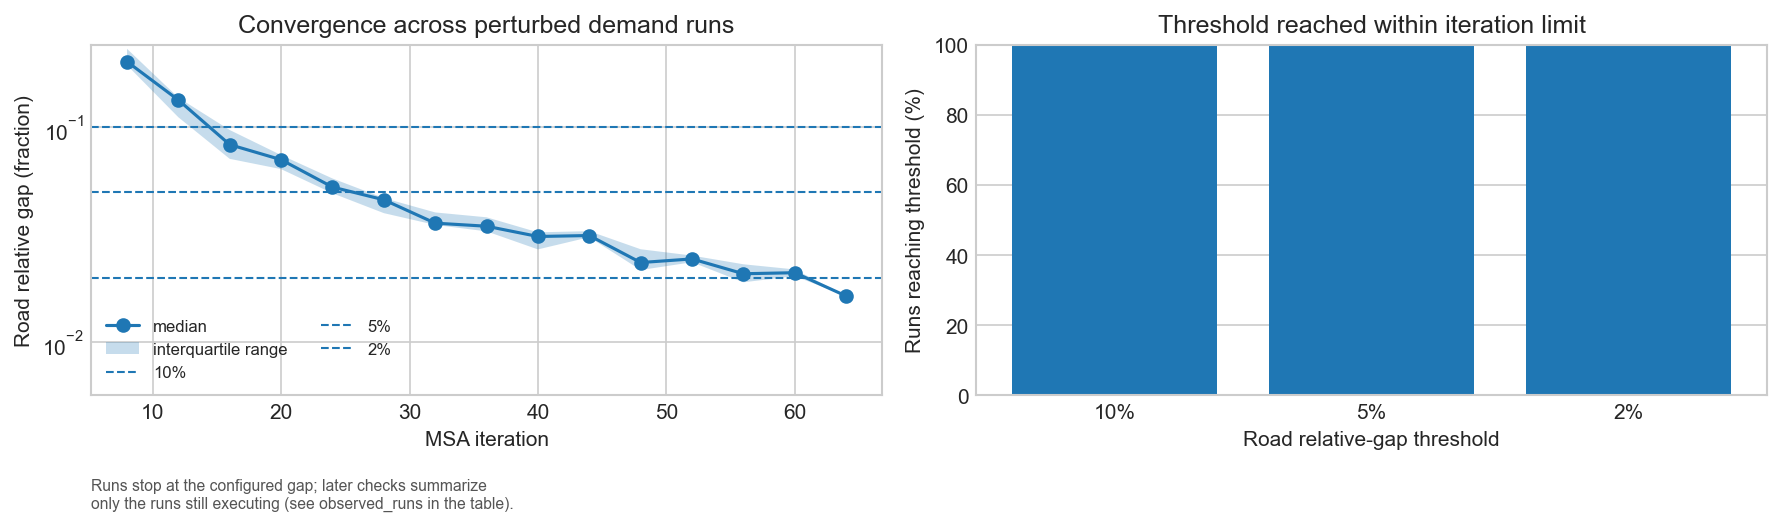 Convergence across perturbed demand runs
Road relative gap (fraction)
10⁻¹
10⁻²
median
interquartile range
10%
5%
2%
10 20 30 40 50 60
MSA iteration
Runs stop at the configured gap; later checks summarize
only the runs still executing (see observed_runs in the table).
Threshold reached within iteration limit
Runs reaching threshold (%)
100
80
60
40
20
0
10% 5% 2%
Road relative-gap threshold